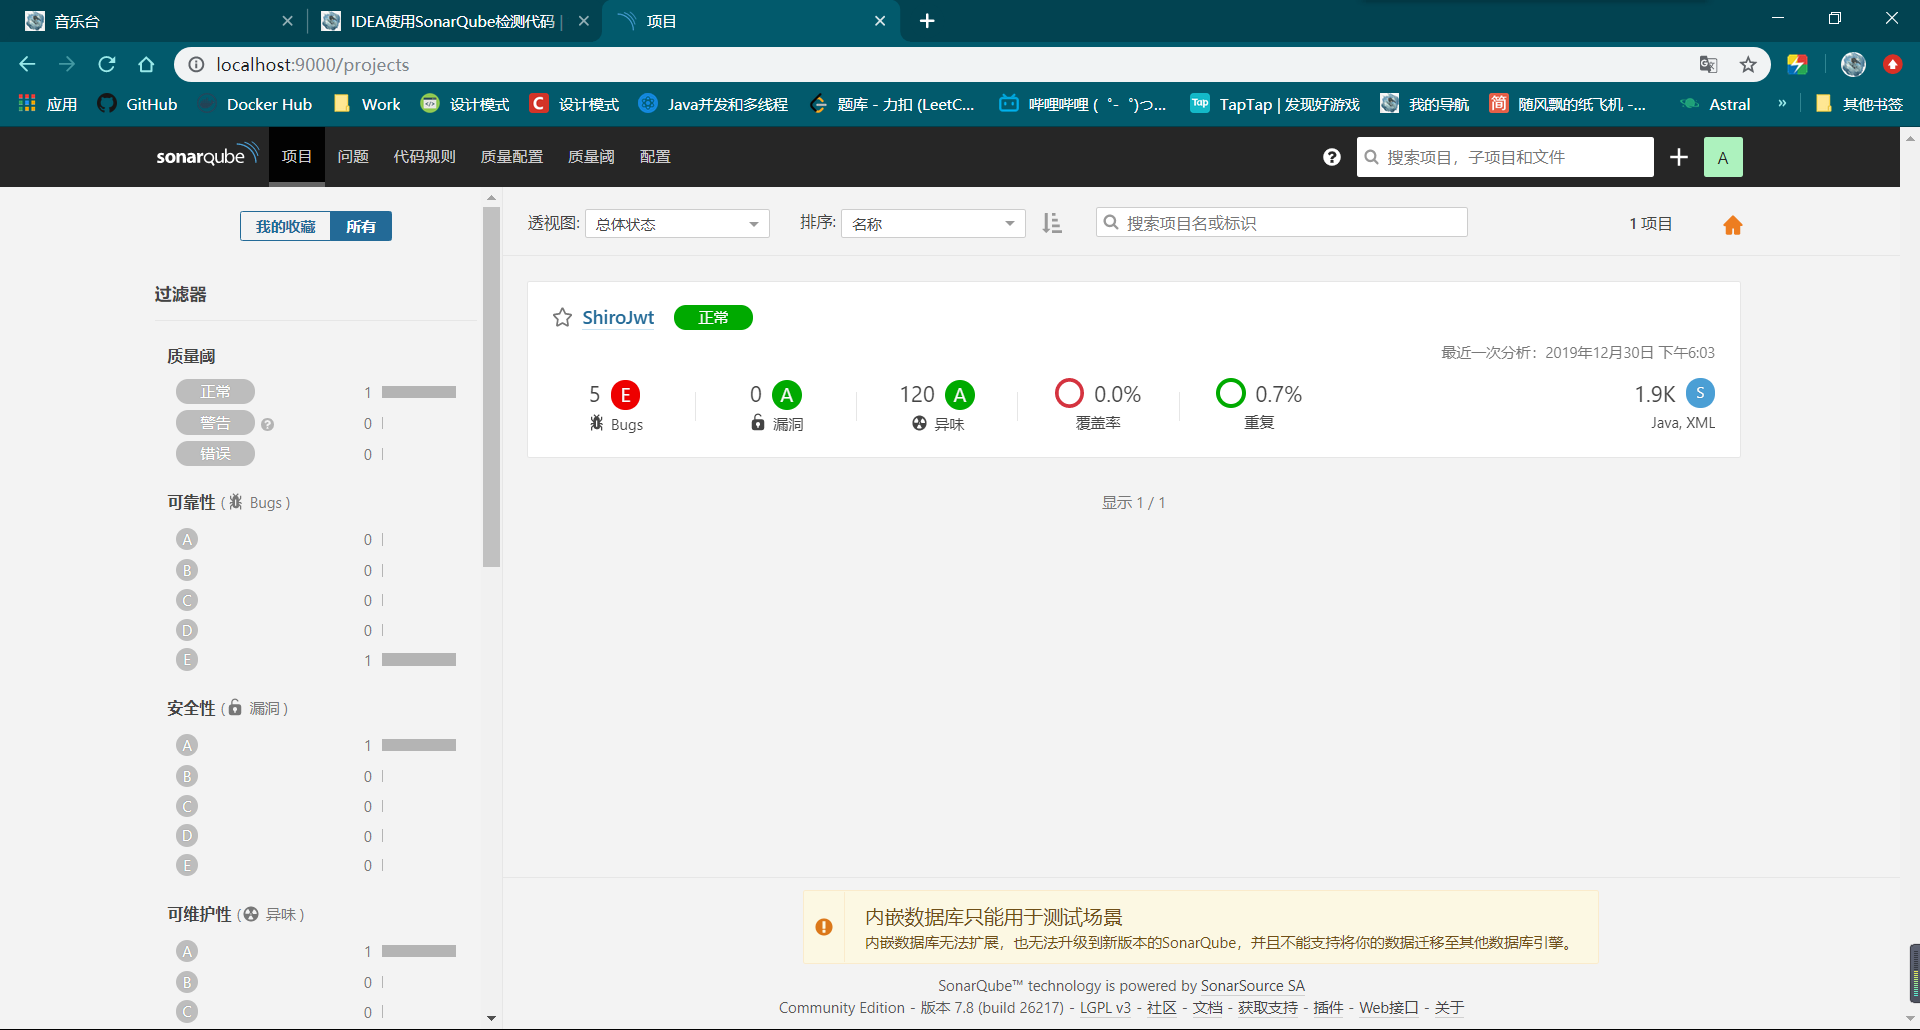 音乐台
IDEA使用SonarQube检测代码 |
项目
localhost:9000/projects
应用 GitHub Docker Hub Work 设计模式 设计模式 Java并发和多线程 题库 - 力扣 (LeetC... 哔哩哔哩 (゜-゜)つ... TapTap | 发现好游戏 我的导航 随风飘的纸飞机 -... Astral » 其他书签
sonarqube 项目 问题 代码规则 质量配置 质量阈 配置 搜索项目，子项目和文件 A
我的收藏 所有
透视图: 总体状态 排序: 名称 搜索项目名或标识 1 项目
过滤器
质量阈
正常 1
警告 0
错误 0
可靠性 ( Bugs )
A 0
B 0
C 0
D 0
E 1
安全性 ( 漏洞 )
A 1
B 0
C 0
D 0
E 0
可维护性 ( 异味 )
A 1
B 0
C 0
ShiroJwt 正常
最近一次分析：2019年12月30日 下午6:03
5 E 0 A 120 A 0.0% 0.7% 1.9K S
Bugs 漏洞 异味 覆盖率 重复 Java, XML
显示 1 / 1
内嵌数据库只能用于测试场景
内嵌数据库无法扩展，也无法升级到新版本的SonarQube，并且不能支持将你的数据迁移至其他数据库引擎。
SonarQube™ technology is powered by SonarSource SA
Community Edition - 版本 7.8 (build 26217) - LGPL v3 - 社区 - 文档 - 获取支持 - 插件 - Web接口 - 关于